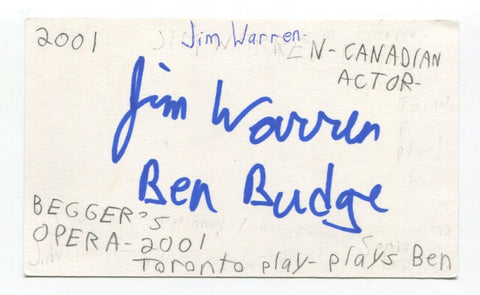 2001
Jim Warren-
N-CANADIAN
ACTOR-
Jim Warren
Ben Budge
BEGGER'S
OPERA-2001
Toronto play-plays Ben